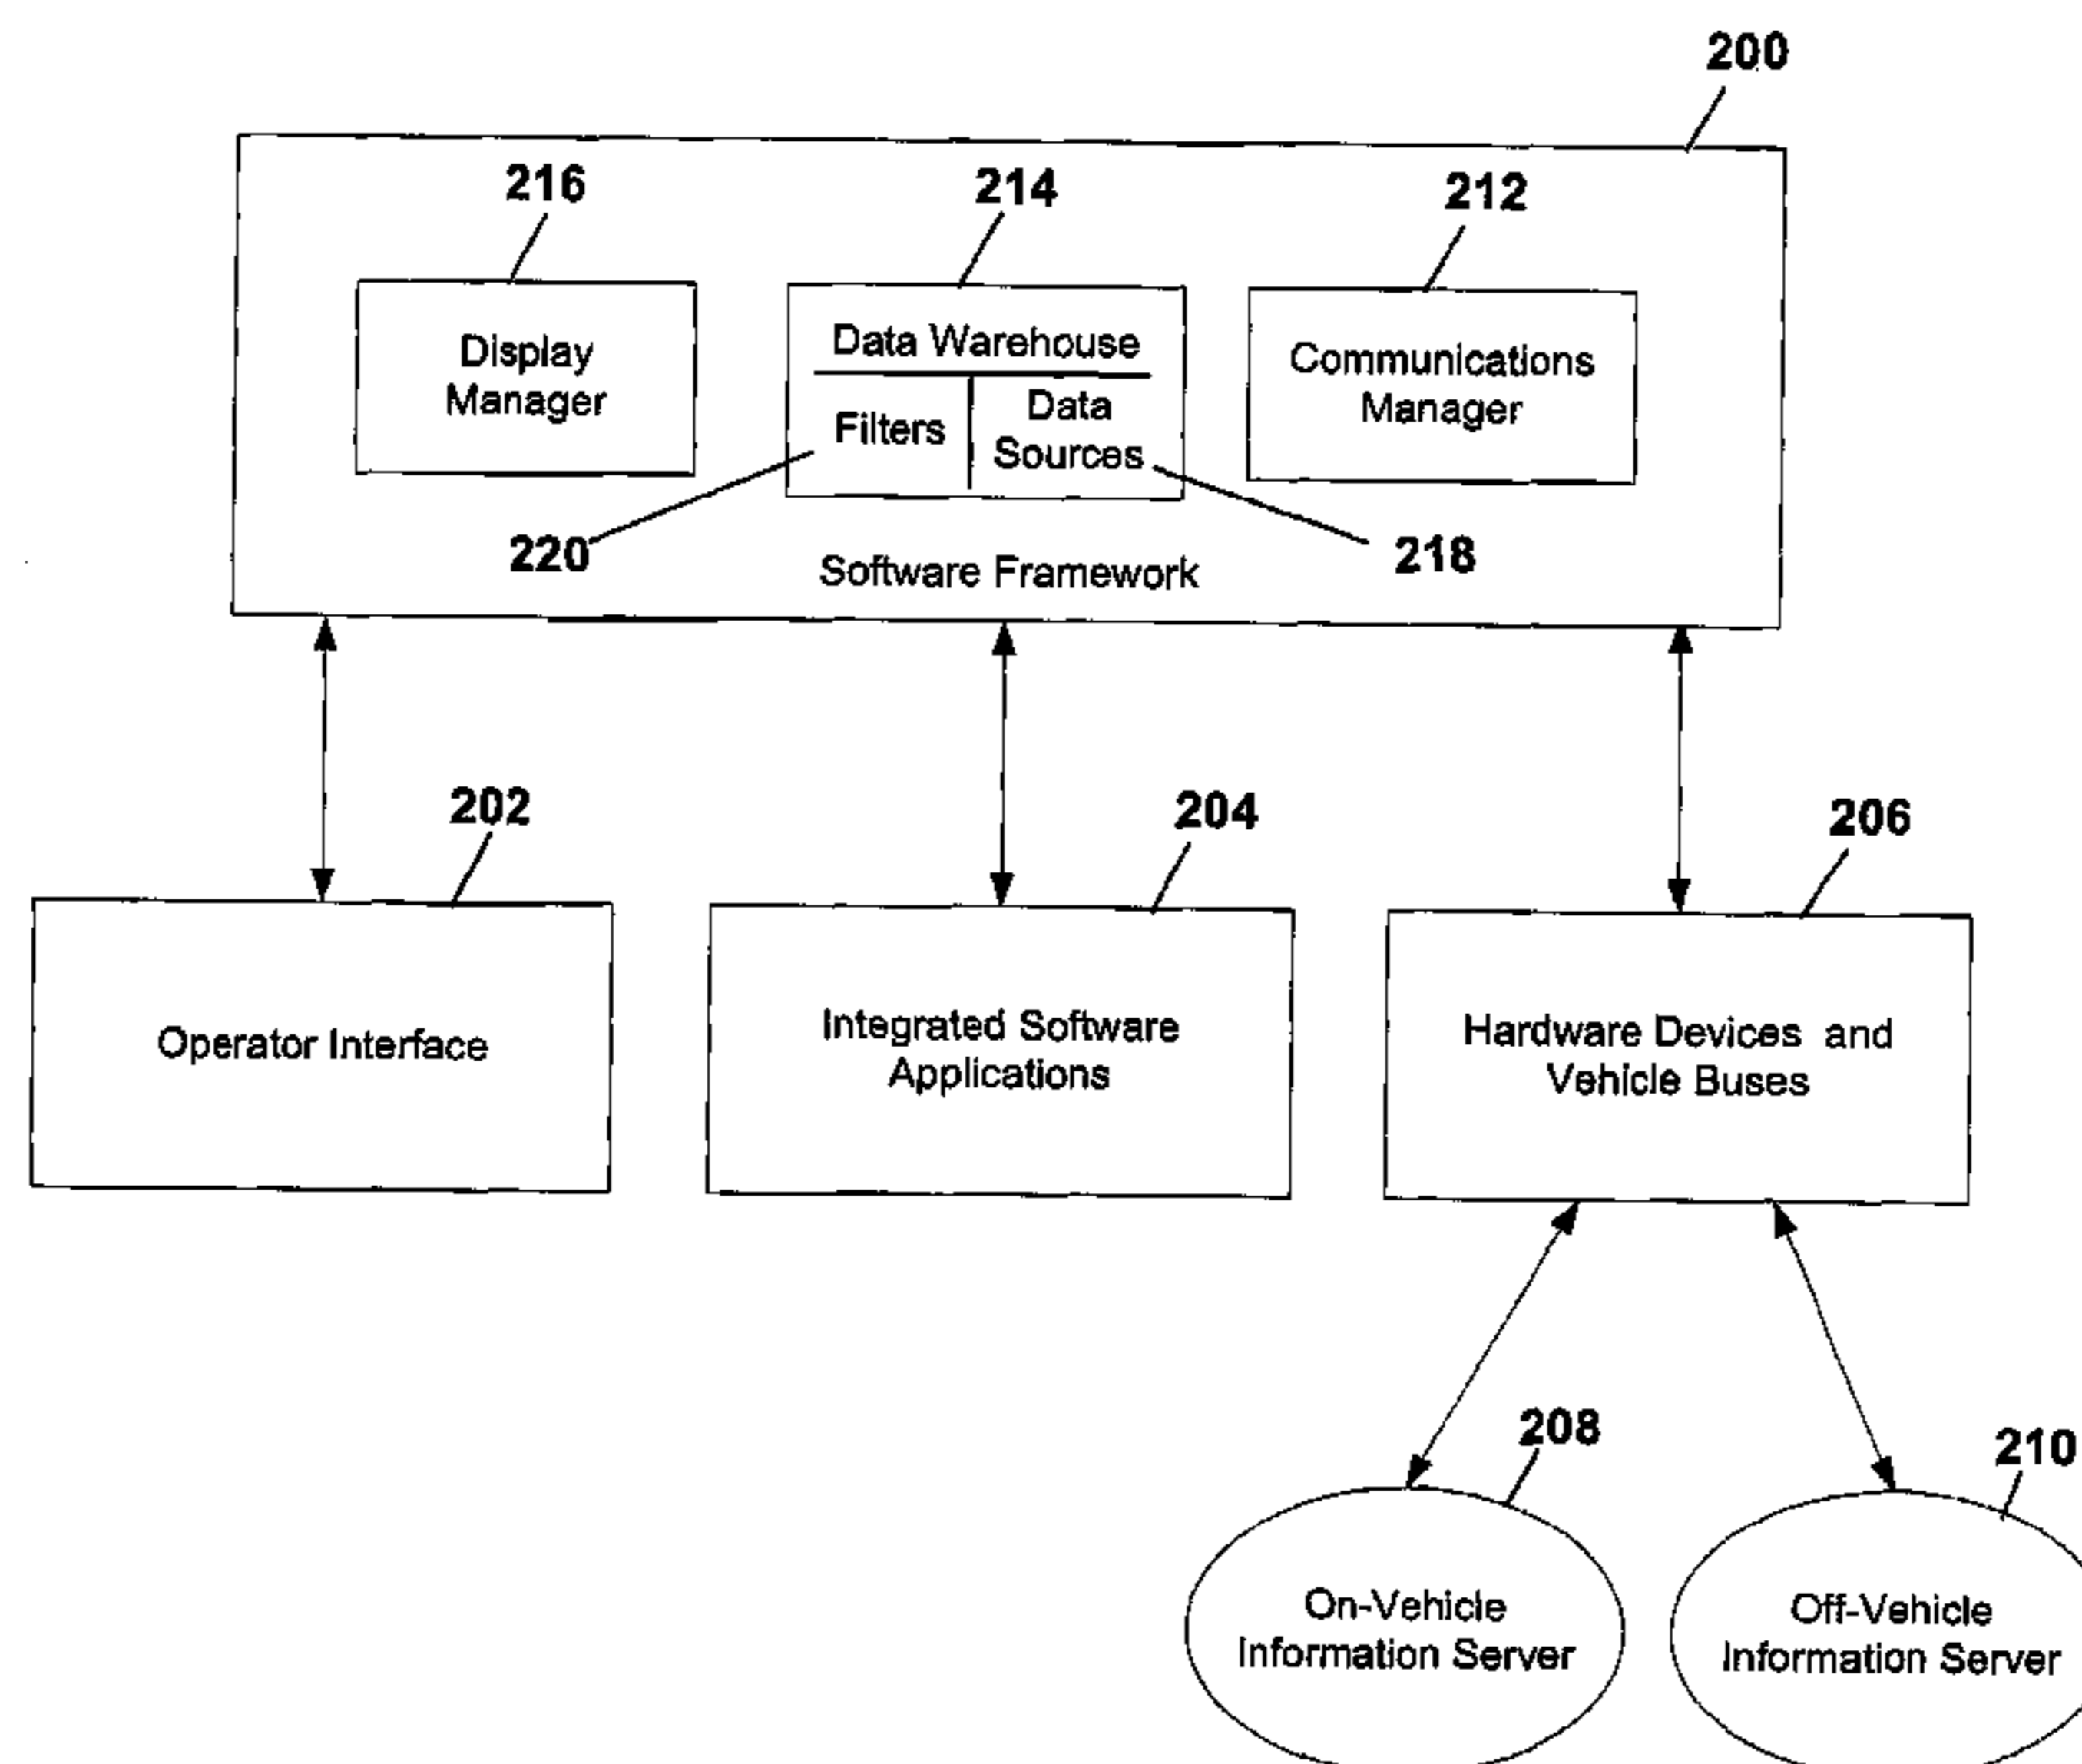 200
216
214
212
Display
Manager
Data Warehouse
Filters
Data
Sources
Communications
Manager
220
218
Software Framework
202
204
206
Operator Interface
Integrated Software
Applications
Hardware Devices and
Vehicle Buses
208
210
On-Vehicle
Information Server
Off-Vehicle
Information Server